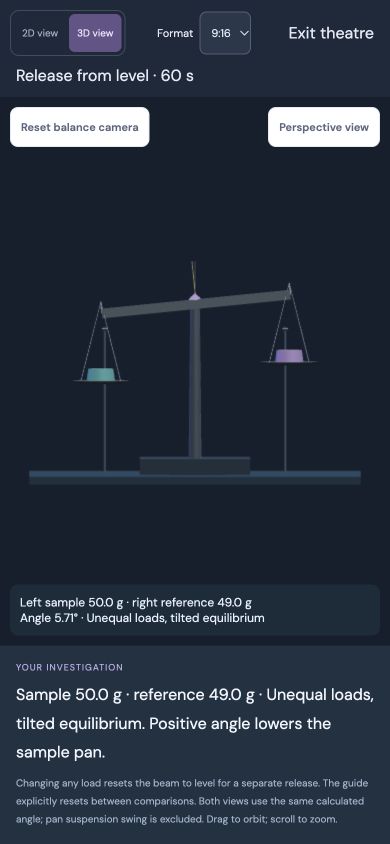 2D view 3D view Format 9:16 Exit theatre
Release from level · 60 s
Reset balance camera Perspective view
Left sample 50.0 g · right reference 49.0 g
Angle 5.71° · Unequal loads, tilted equilibrium
YOUR INVESTIGATION
Sample 50.0 g · reference 49.0 g · Unequal loads,
tilted equilibrium. Positive angle lowers the
sample pan.
Changing any load resets the beam to level for a separate release. The guide
explicitly resets between comparisons. Both views use the same calculated
angle; pan suspension swing is excluded. Drag to orbit; scroll to zoom.